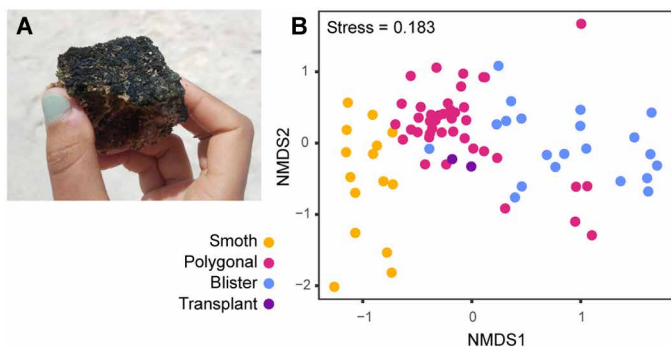 A
B
Stress = 0.183
1
0
−1
−2
NMDS2
−1
0
1
NMDS1
Smoth
Polygonal
Blister
Transplant